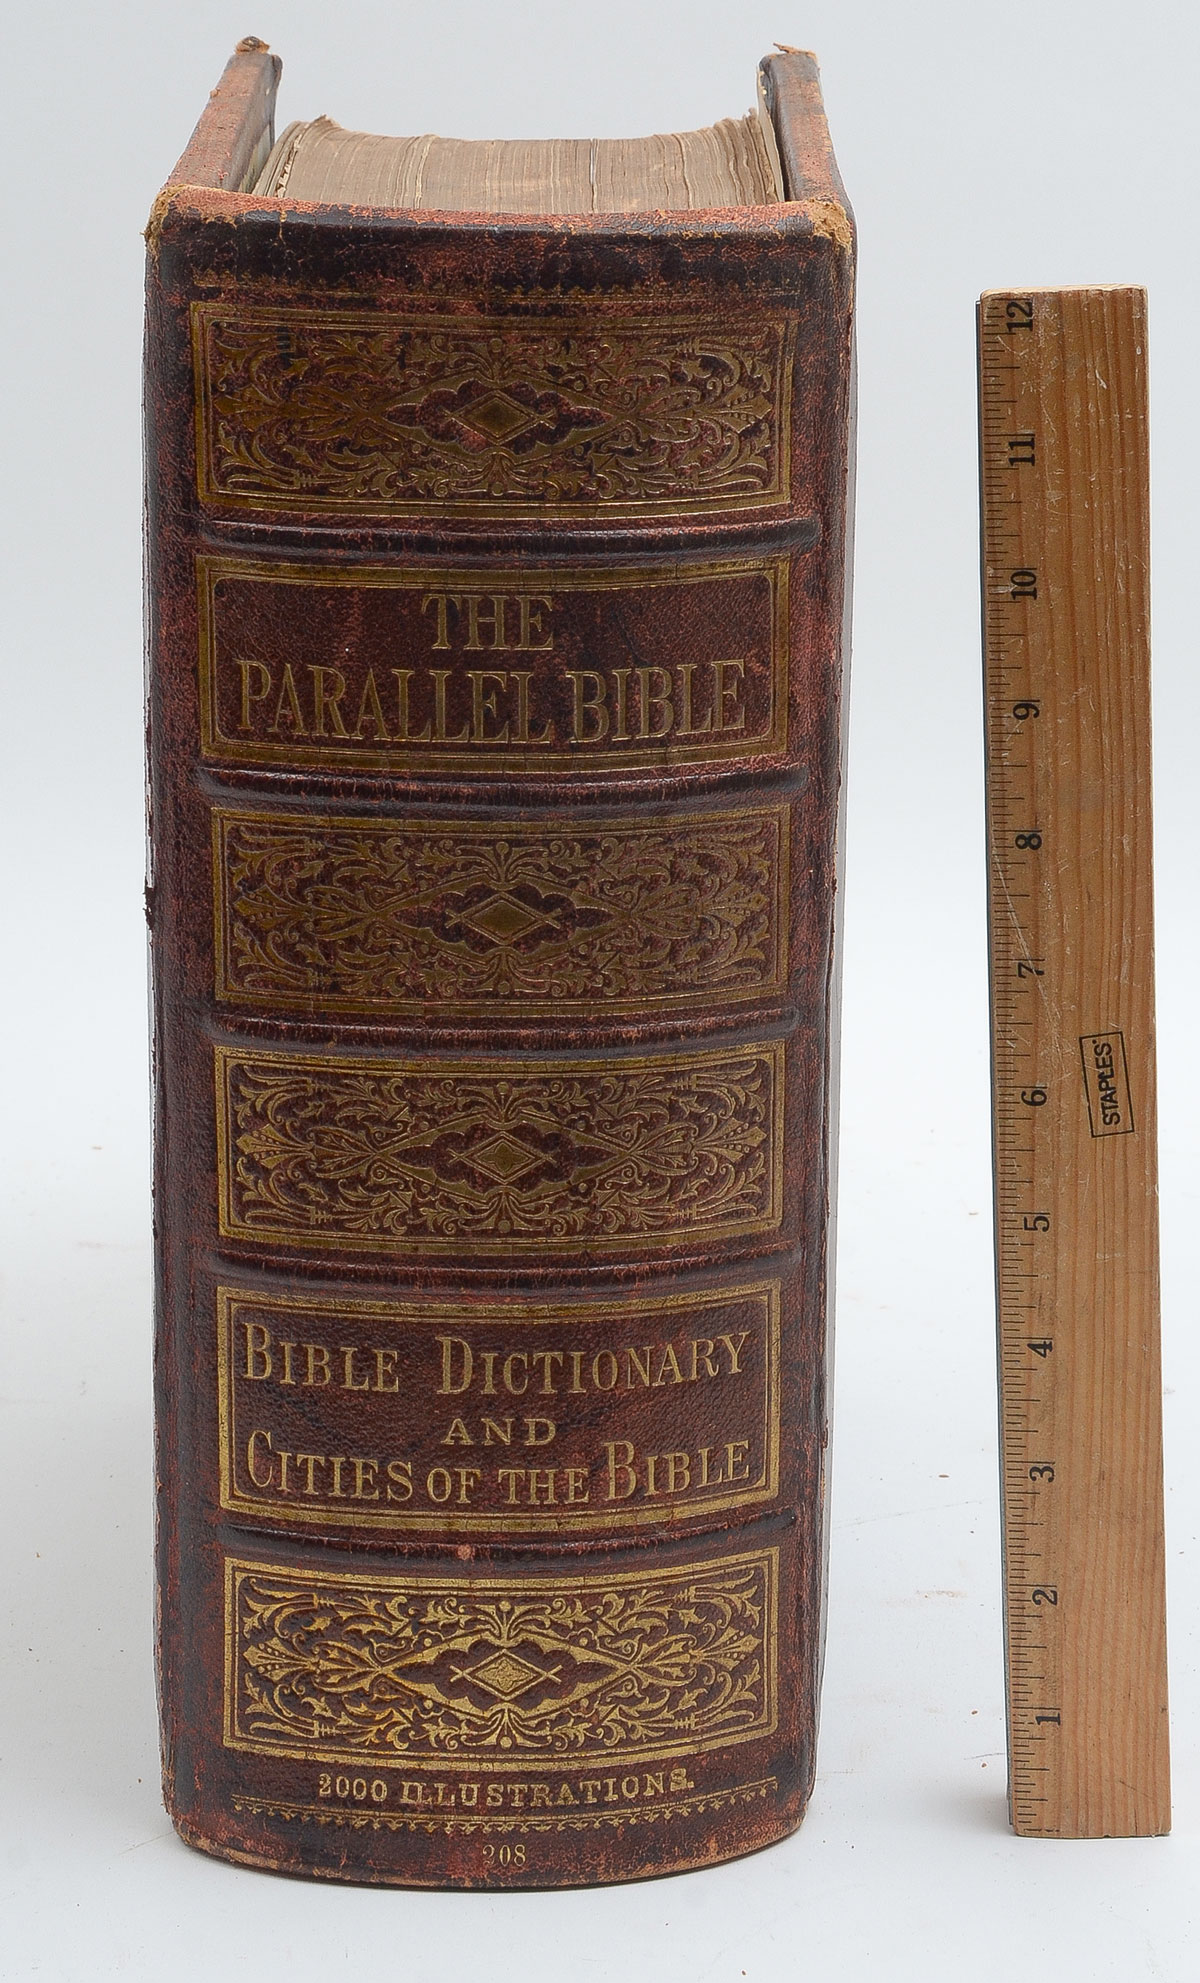 THE
PARALLEL BIBLE
BIBLE DICTIONARY
AND
CITIES OF THE BIBLE
2000 ILLUSTRATIONS.
208
12
11
10
9
8
7
6
STAPLES
5
4
3
2
1